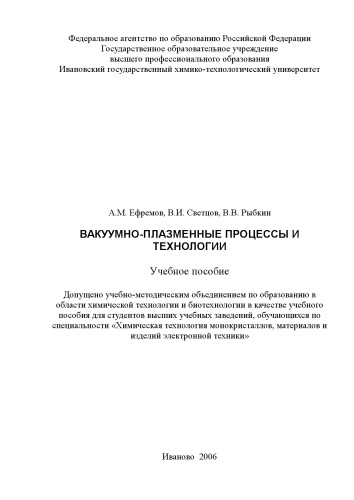 Федеральное агентство по образованию Российской Федерации
Государственное образовательное учреждение
высшего профессионального образования
Ивановский государственный химико-технологический университет
А.М. Ефремов, В.И. Светцов, В.В. Рыбкин
ВАКУУМНО-ПЛАЗМЕННЫЕ ПРОЦЕССЫ И
ТЕХНОЛОГИИ
Учебное пособие
Допущено учебно-методическим объединением по образованию в
области химической технологии и биотехнологии в качестве учебного
пособия для студентов высших учебных заведений, обучающихся по
специальности «Химическая технология монокристаллов, материалов и
изделий электронной техники»
Иваново 2006